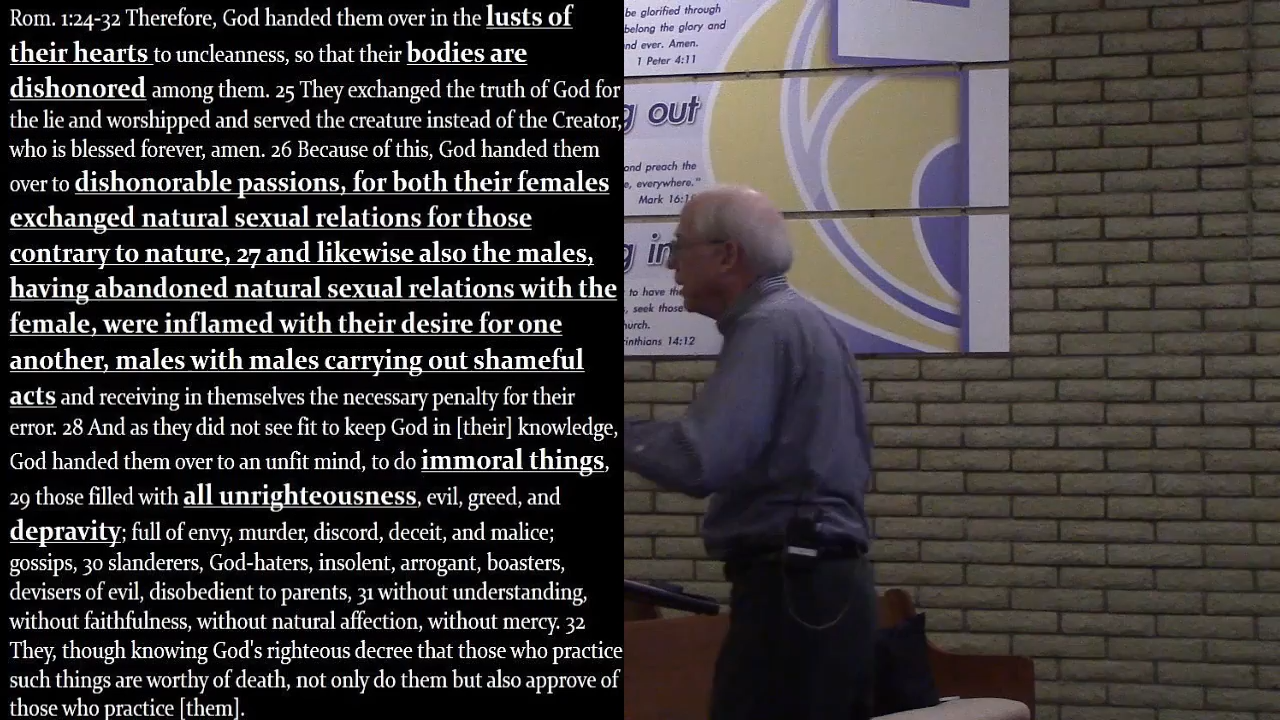 Rom. 1:24-32 Therefore, God handed them over in the lusts of
their hearts to uncleanness, so that their bodies are
dishonored among them. 25 They exchanged the truth of God for
the lie and worshipped and served the creature instead of the Creator,
who is blessed forever, amen. 26 Because of this, God handed them
over to dishonorable passions, for both their females
exchanged natural sexual relations for those
contrary to nature, 27 and likewise also the males,
having abandoned natural sexual relations with the
female, were inflamed with their desire for one
another, males with males carrying out shameful
acts and receiving in themselves the necessary penalty for their
error. 28 And as they did not see fit to keep God in [their] knowledge,
God handed them over to an unfit mind, to do immoral things,
29 those filled with all unrighteousness, evil, greed, and
depravity; full of envy, murder, discord, deceit, and malice;
gossips, 30 slanderers, God-haters, insolent, arrogant, boasters,
devisers of evil, disobedient to parents, 31 without understanding,
without faithfulness, without natural affection, without mercy. 32
They, though knowing God's righteous decree that those who practice
such things are worthy of death, not only do them but also approve of
those who practice [them].
be glorified through
belong the glory and
nd ever. Amen.
1 Peter 4:11
g out
and preach the
e, everywhere."
Mark 16:1
g in
to have the
, seek those
hurch.
inthians 14:12